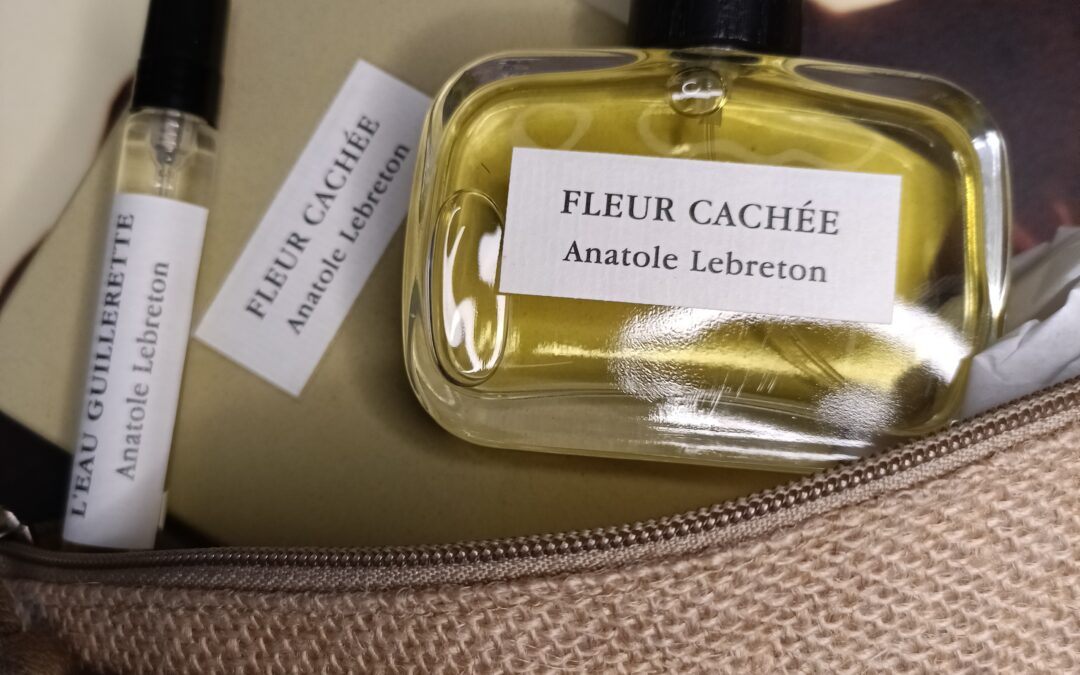 L'EAU GUILLERETTE
Anatole Lebreton
FLEUR CACHÉE
Anatole Lebreton
FLEUR CACHÉE
Anatole Lebreton